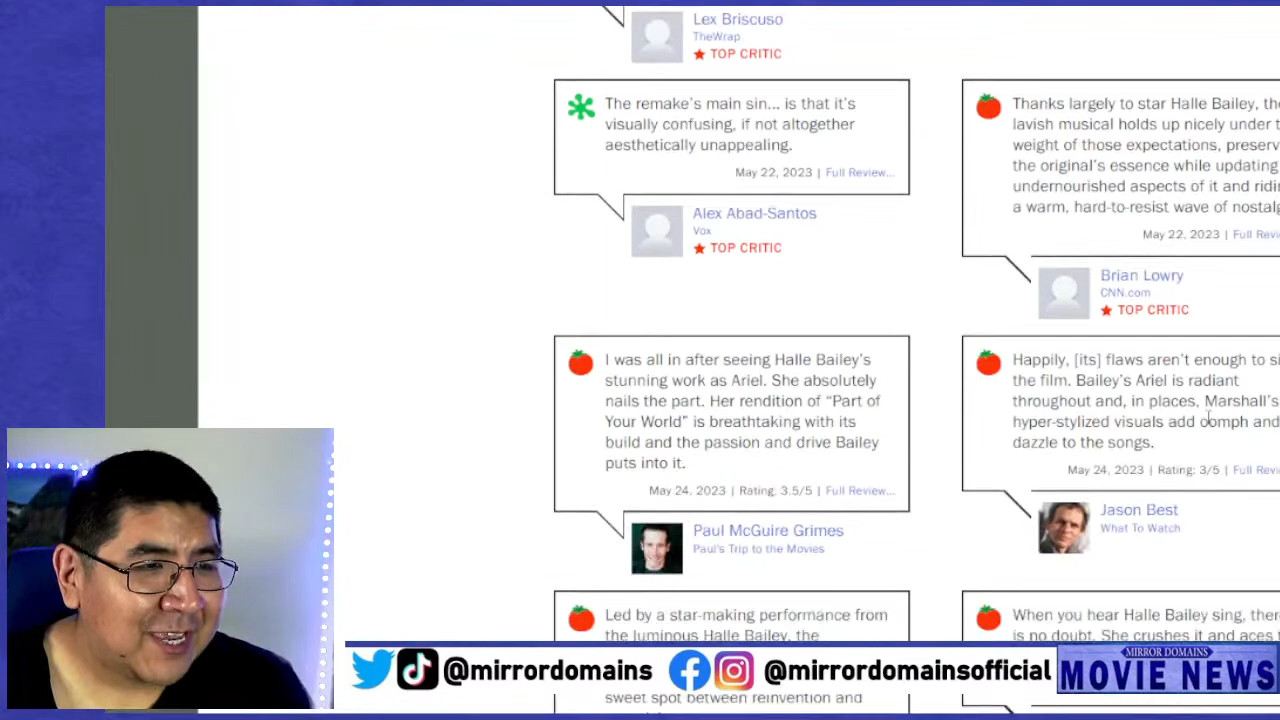 Lex Briscuso
TheWrap
TOP CRITIC
The remake's main sin... is that it's
visually confusing, if not altogether
aesthetically unappealing.
May 22, 2023 | Full Review...
Alex Abad-Santos
Vox
TOP CRITIC
Thanks largely to star Halle Bailey, the
lavish musical holds up nicely under
weight of those expectations,
the original's essence while updating
undernourished aspects of it and
a warm, hard-to-resist wave of
May 22, 2023 | Full
Brian Lowry
CNN.com
TOP CRITIC
I was all in after seeing Halle Bailey's
stunning work as Ariel. She absolutely
nails the part. Her rendition of "Part of
Your World" is breathtaking with its
build and the passion and drive Bailey
puts into it.
May 24, 2023 | Rating: 3.5/5 | Full Review...
Paul McGuire Grimes
Paul's Trip to the Movies
Happily, [its] flaws aren't enough to
the film. Bailey's Ariel is radiant
throughout and, in places, Marshall's
hyper-stylized visuals add oomph and
dazzle to the songs.
May 24, 2023 | Rating: 3/5 | Full
Jason Best
What To Watch
Led by a star-making performance from
the luminous Halle Bailey, the
sweet spot between reinvention and
When you hear Halle Bailey sing,
is no doubt. She crushes it and aces
@mirrordomains
@mirrordomainsofficial
MIRROR DOMAINS
MOVIE NEWS